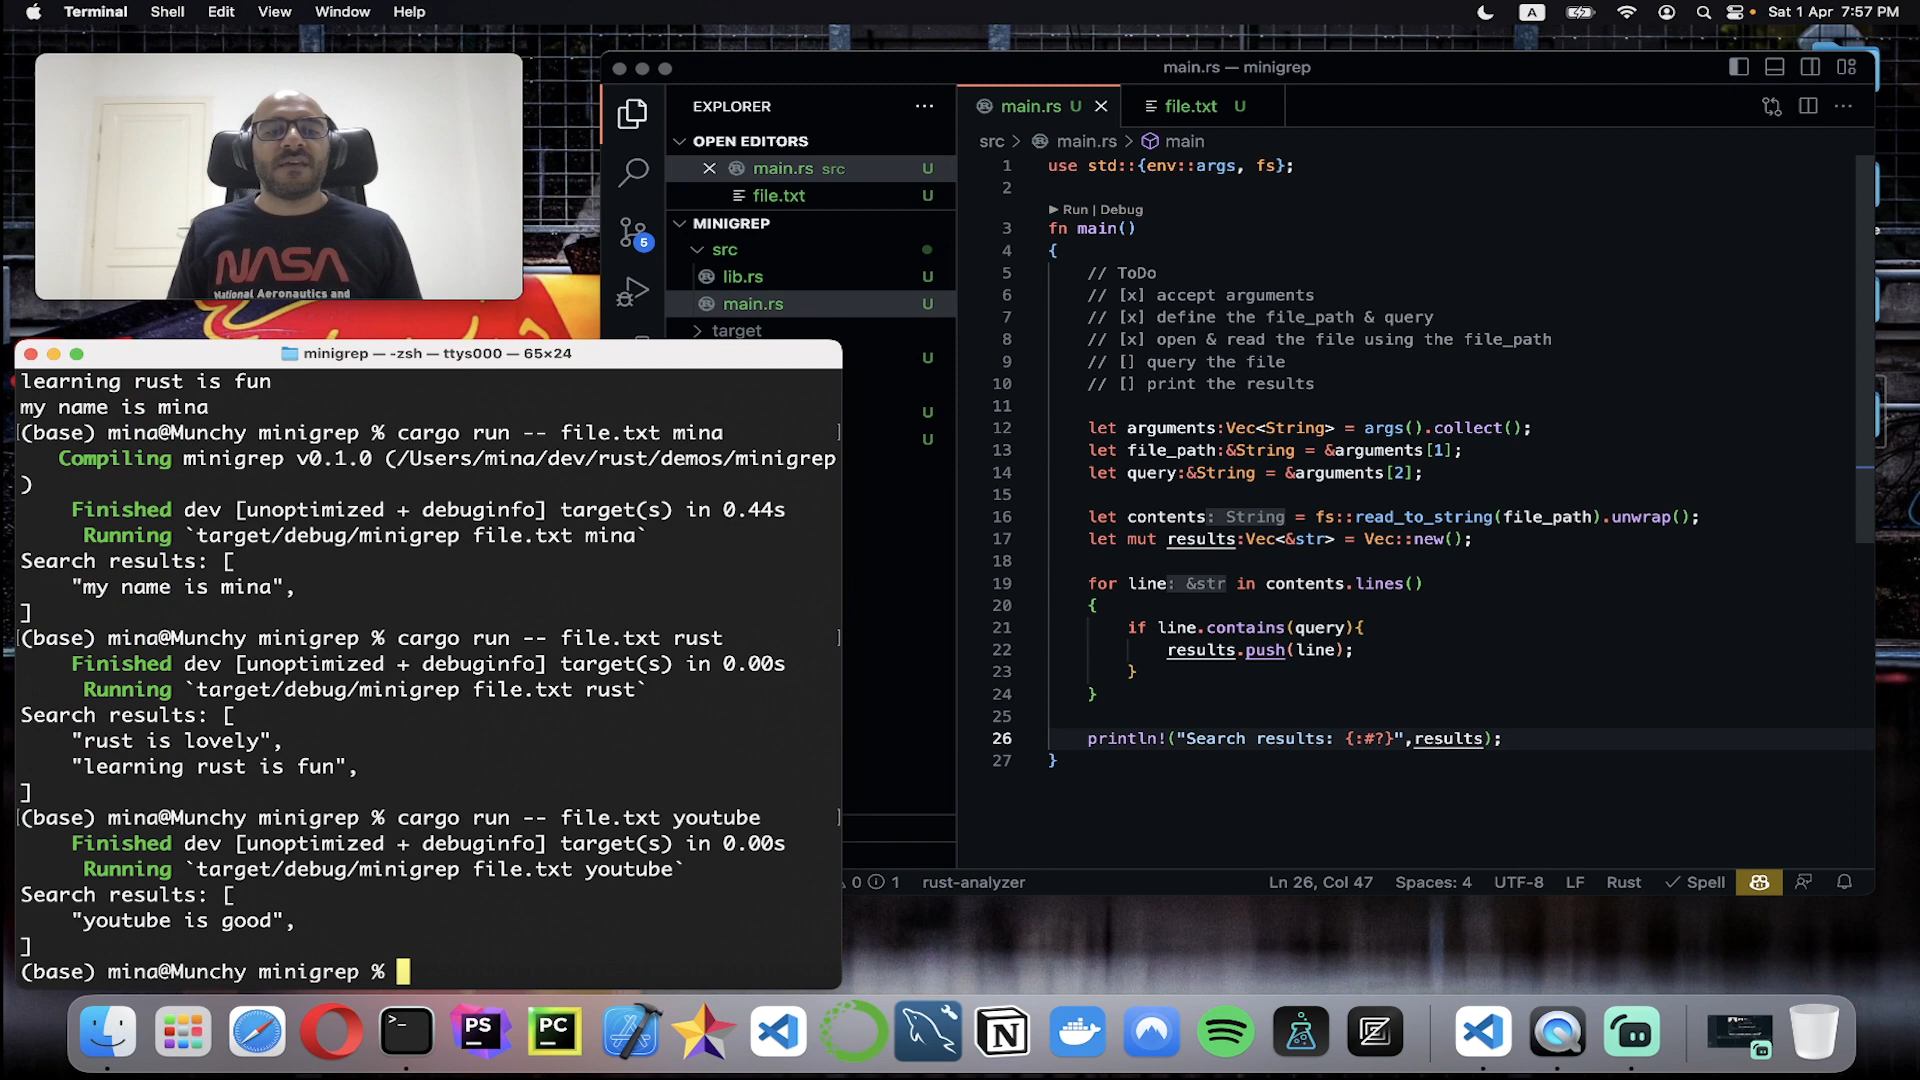 Terminal Shell Edit View Window Help
A
Sat 1 Apr 7:57 PM
NASA
National Aeronautics and
main.rs — minigrep
EXPLORER
OPEN EDITORS
main.rs src U
file.txt U
MINIGREP
src
lib.rs U
main.rs U
target
U
U
U
5
main.rs U
file.txt U
src > main.rs > main
1 use std::{env::args, fs};
2
Run | Debug
3 fn main()
4 {
5 // ToDo
6 // [x] accept arguments
7 // [x] define the file_path & query
8 // [x] open & read the file using the file_path
9 // [] query the file
10 // [] print the results
11
12 let arguments:Vec<String> = args().collect();
13 let file_path:&String = &arguments[1];
14 let query:&String = &arguments[2];
15
16 let contents: String = fs::read_to_string(file_path).unwrap();
17 let mut results:Vec<&str> = Vec::new();
18
19 for line: &str in contents.lines()
20 {
21 if line.contains(query){
22 results.push(line);
23 }
24 }
25
26 println!("Search results: {:#?}",results);
27 }
0 1 rust-analyzer Ln 26, Col 47 Spaces: 4 UTF-8 LF Rust Spell
minigrep — -zsh — ttys000 — 65×24
learning rust is fun
my name is mina
[(base) mina@Munchy minigrep % cargo run -- file.txt mina ]
Compiling minigrep v0.1.0 (/Users/mina/dev/rust/demos/minigrep
)
Finished dev [unoptimized + debuginfo] target(s) in 0.44s
Running `target/debug/minigrep file.txt mina`
Search results: [
"my name is mina",
]
[(base) mina@Munchy minigrep % cargo run -- file.txt rust ]
Finished dev [unoptimized + debuginfo] target(s) in 0.00s
Running `target/debug/minigrep file.txt rust`
Search results: [
"rust is lovely",
"learning rust is fun",
]
[(base) mina@Munchy minigrep % cargo run -- file.txt youtube ]
Finished dev [unoptimized + debuginfo] target(s) in 0.00s
Running `target/debug/minigrep file.txt youtube`
Search results: [
"youtube is good",
]
(base) mina@Munchy minigrep %
PS
PC
N